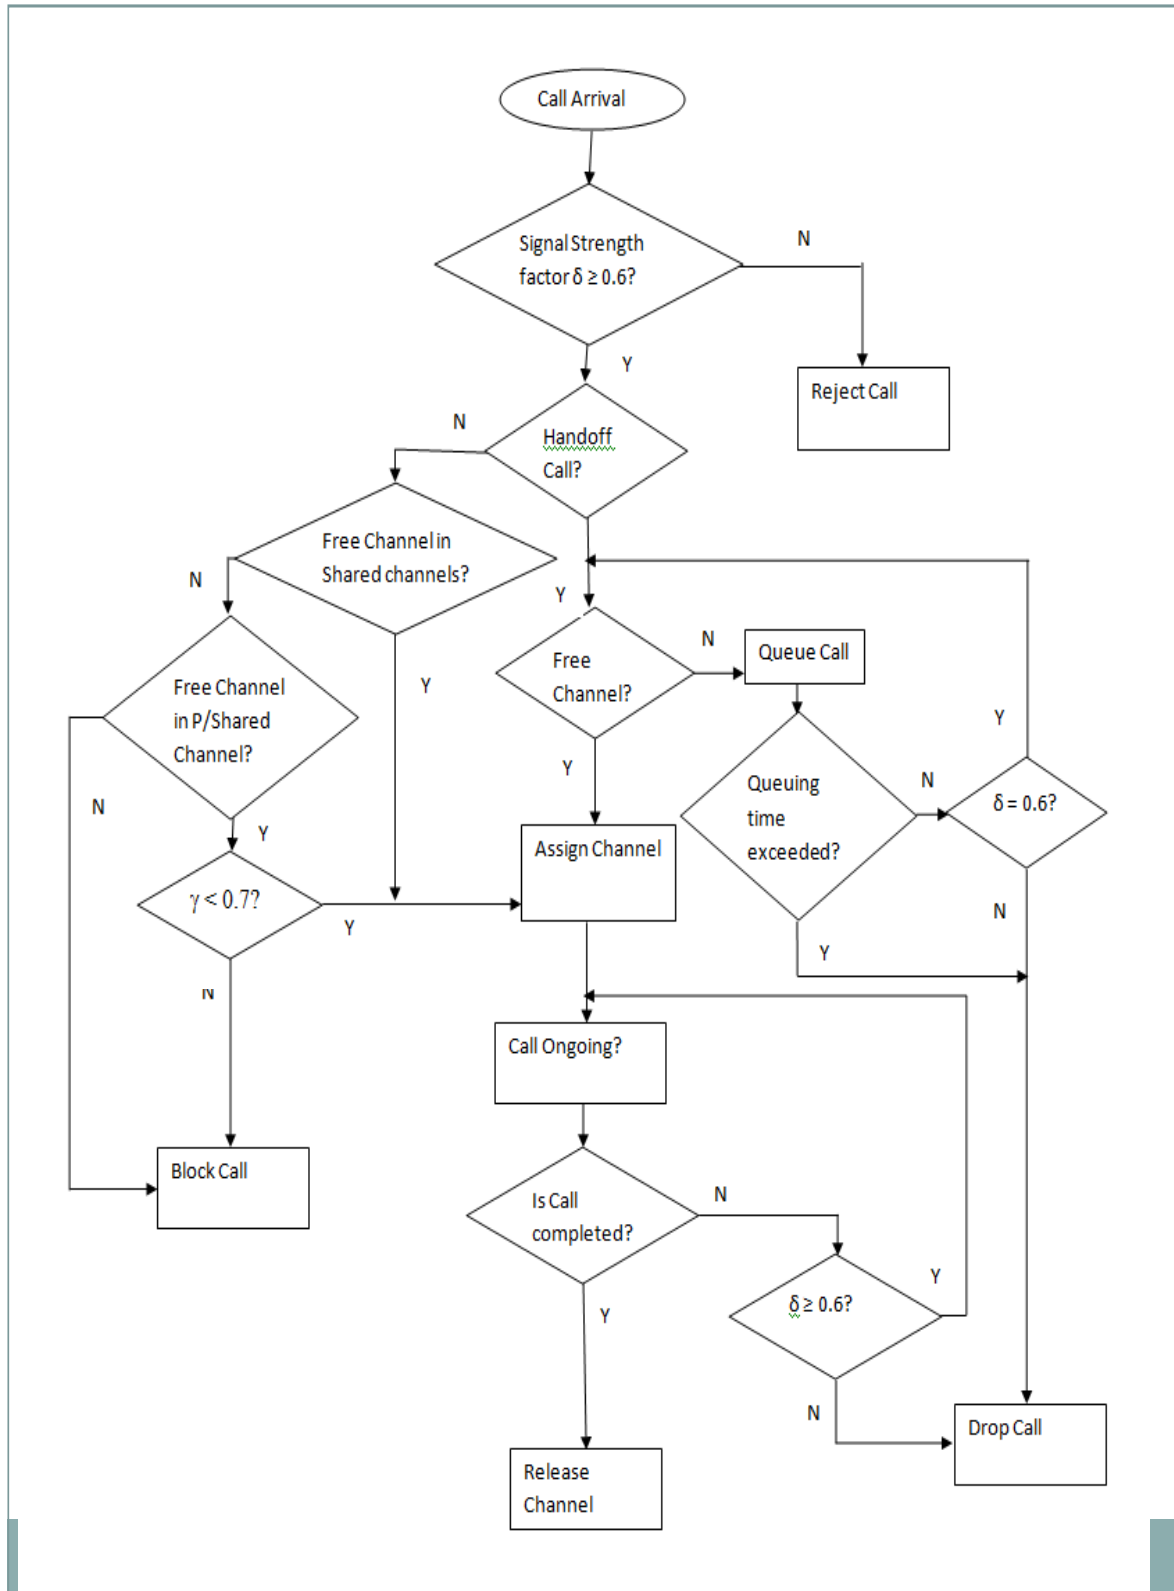 Call Arrival
Signal Strength
factor δ ≥ 0.6?
N
Y
Reject Call
N
Handoff
Call?
Free Channel in
Shared channels?
N
Y
Free
Channel?
N
Queue Call
Free Channel
in P/Shared
Channel?
Y
Y
Y
N
Queuing
time
exceeded?
N
δ = 0.6?
N
Y
Assign Channel
γ < 0.7?
Y
N
Y
N
Call Ongoing?
Block Call
Is Call
completed?
N
Y
δ ≥ 0.6?
Y
N
Drop Call
Release
Channel